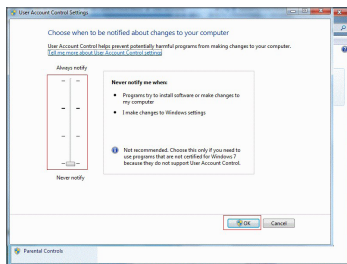 User Account Control Settings
Choose when to be notified about changes to your computer
User Account Control helps prevent potentially harmful programs from making changes to your computer.
Tell me more about User Account Control settings
Always notify
Never notify me when:
Programs try to install software or make changes to
my computer
I make changes to Windows settings
Not recommended. Choose this only if you need to
use programs that are not certified for Windows 7
because they do not support User Account Control.
Never notify
OK
Cancel
Parental Controls